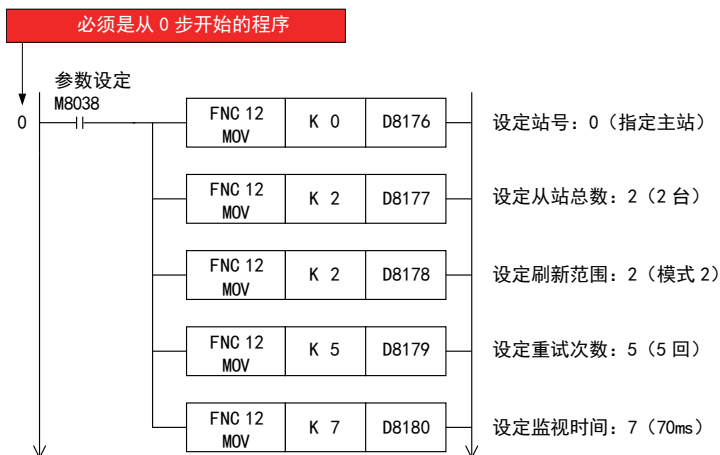 必须是从 0 步开始的程序
参数设定
M8038
0
FNC 12
MOV
K 0
D8176
设定站号：0（指定主站）
FNC 12
MOV
K 2
D8177
设定从站总数：2（2 台）
FNC 12
MOV
K 2
D8178
设定刷新范围：2（模式 2）
FNC 12
MOV
K 5
D8179
设定重试次数：5（5 回）
FNC 12
MOV
K 7
D8180
设定监视时间：7（70ms）